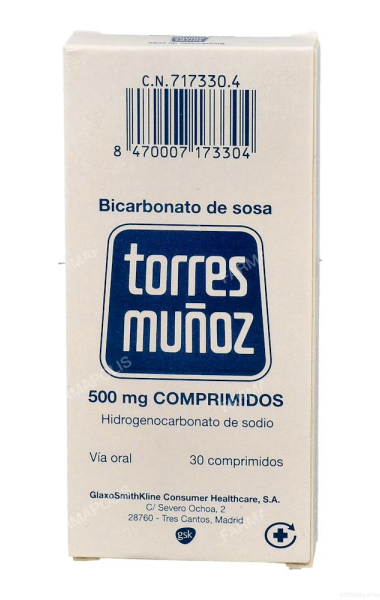 C.N.717330.4
8 470007 173304
Bicarbonato de sosa
torres
muñoz
500 mg COMPRIMIDOS
Hidrogenocarbonato de sodio
Vía oral 30 comprimidos
GlaxoSmithKline Consumer Healthcare, S.A.
C/ Severo Ochoa, 2
28760 - Tres Cantos, Madrid
gsk
FARMAPOLIS